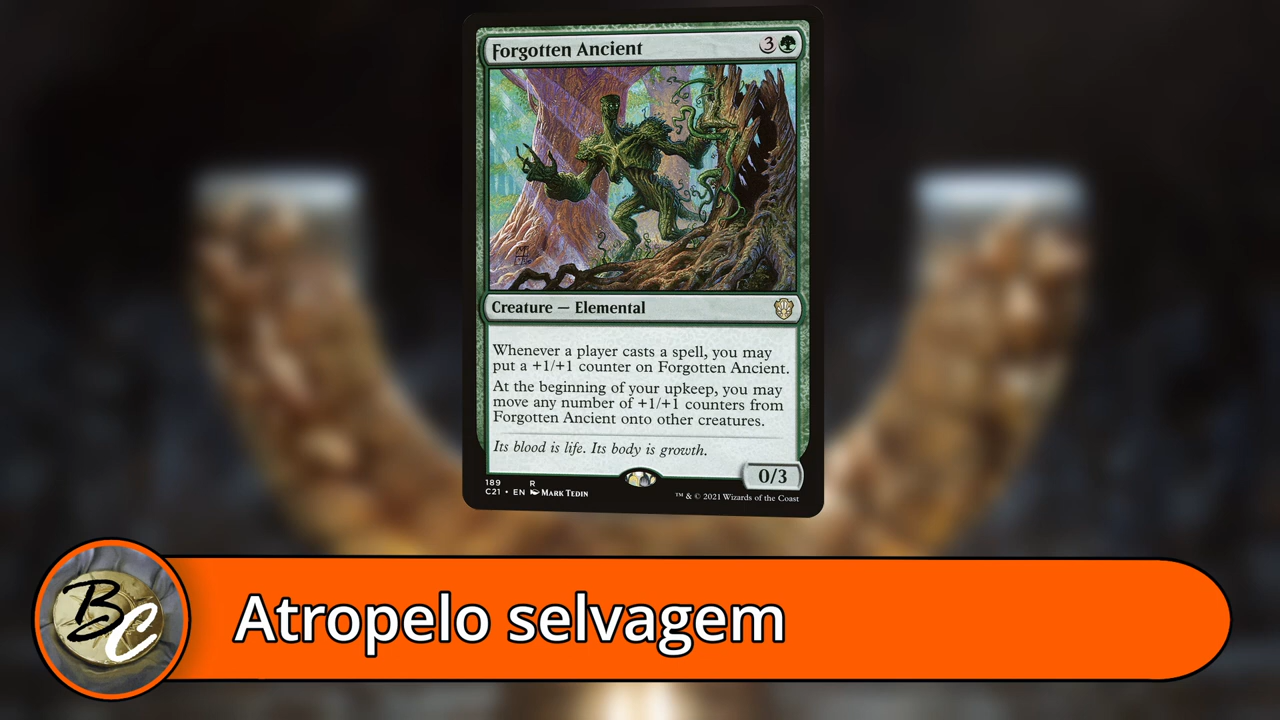 Forgotten Ancient 3
Creature — Elemental
Whenever a player casts a spell, you may
put a +1/+1 counter on Forgotten Ancient.
At the beginning of your upkeep, you may
move any number of +1/+1 counters from
Forgotten Ancient onto other creatures.
Its blood is life. Its body is growth.
0/3
189 R
C21 • EN Mark Tedin
™ & © 2021 Wizards of the Coast
BC
Atropelo selvagem